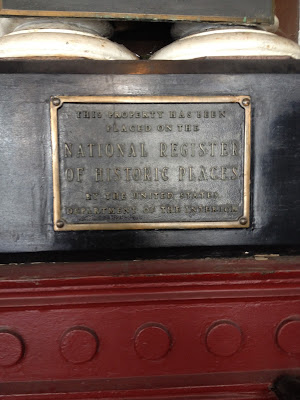 THIS PROPERTY HAS BEEN
PLACED ON THE
NATIONAL REGISTER
OF HISTORIC PLACES
BY THE UNITED STATES
DEPARTMENT OF THE INTERIOR